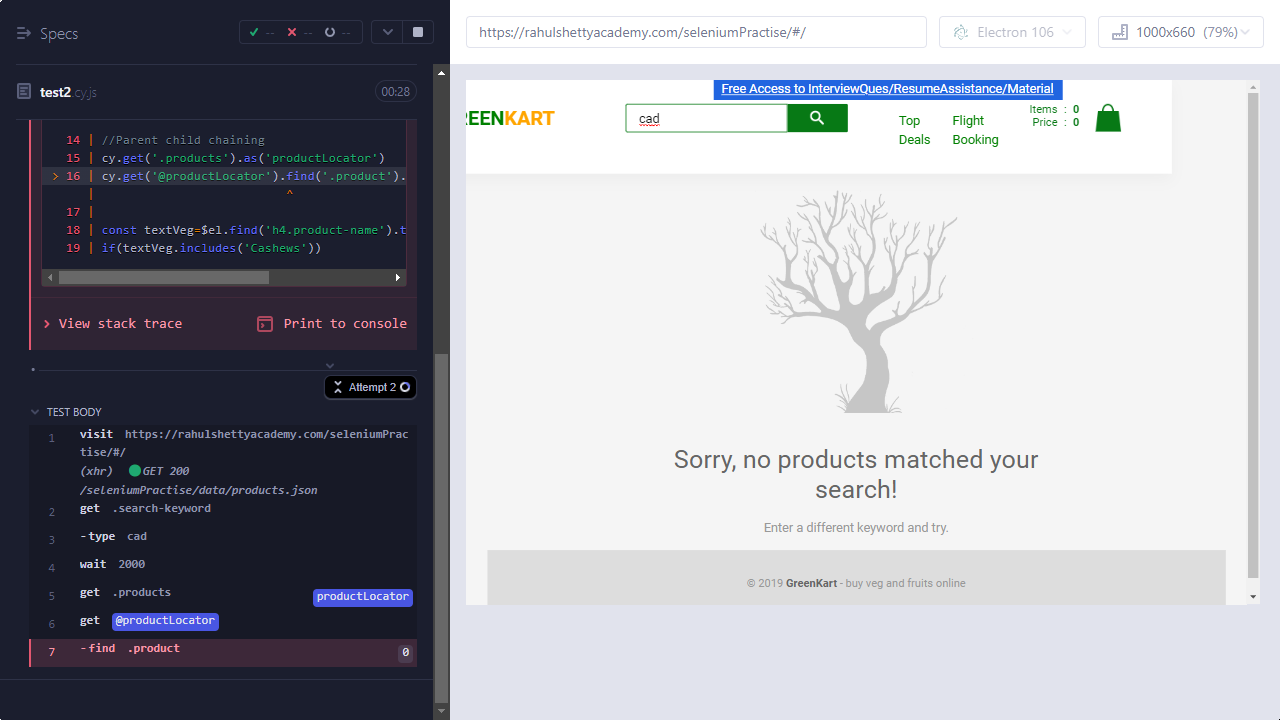 Specs
-- -- --
test2.cy.js 00:28
14 | //Parent child chaining
15 | cy.get('.products').as('productLocator')
> 16 | cy.get('@productLocator').find('.product').
| ^
17 |
18 | const textVeg=$el.find('h4.product-name').t
19 | if(textVeg.includes('Cashews'))
View stack trace Print to console
Attempt 2
TEST BODY
1 visit https://rahulshettyacademy.com/seleniumPrac
tise/#/
(xhr) GET 200
/seleniumPractise/data/products.json
2 get .search-keyword
3 -type cad
4 wait 2000
5 get .products productLocator
6 get @productLocator
7 -find .product 0
https://rahulshettyacademy.com/seleniumPractise/#/
Electron 106
1000x660 (79%)
Free Access to InterviewQues/ResumeAssistance/Material
REENKART
cad
Top
Deals
Flight
Booking
Items : 0
Price : 0
Sorry, no products matched your
search!
Enter a different keyword and try.
© 2019 GreenKart - buy veg and fruits online